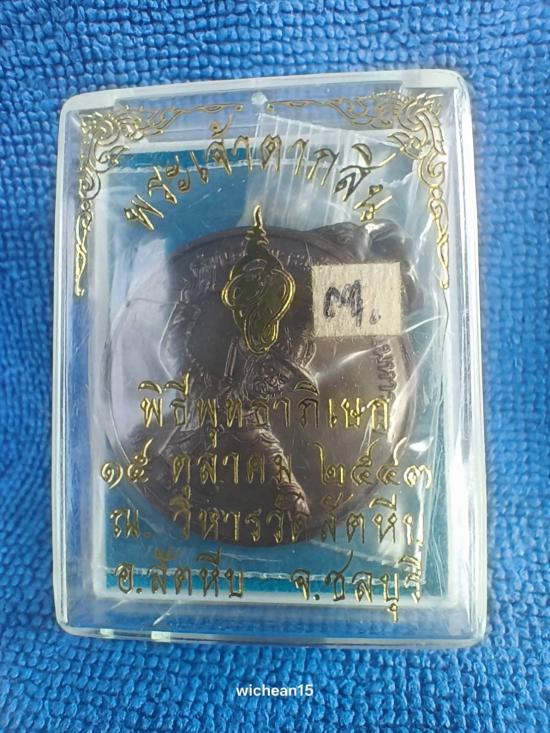 พระเจ้าตากสิน
พิธีพุทธาภิเษก
๑๕ ตุลาคม ๒๕๔๓
ณ. วิหารวัดสัตหีบ
อ.สัตหีบ จ.ชลบุรี
wichean15